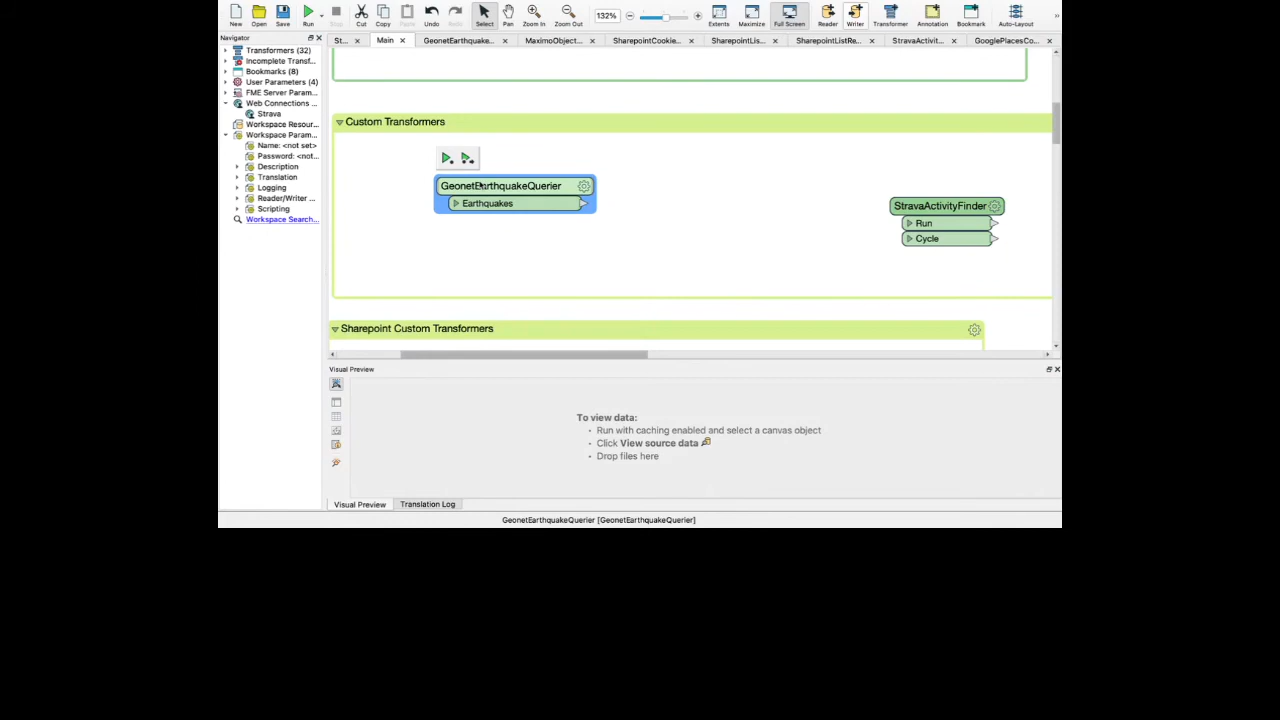 New Open Save Run Stop Cut Copy Paste Undo Redo Select Pan Zoom In Zoom Out 132% Extents Maximize Full Screen Reader Writer Transformer Annotation Bookmark Auto-Layout
Navigator
St... Main GeonetEarthquake... MaximoObject... SharepointCookie... SharepointLis... SharepointListRe... StravaActivit... GooglePlacesCo...
Transformers (32)
Incomplete Transf...
Bookmarks (8)
User Parameters (4)
FME Server Param...
Web Connections ...
Strava
Workspace Resour...
Workspace Param...
Name: <not set>
Password: <not...
Description
Translation
Logging
Reader/Writer ...
Scripting
Workspace Search...
Custom Transformers
GeonetEarthquakeQuerier
Earthquakes
StravaActivityFinder
Run
Cycle
Sharepoint Custom Transformers
Visual Preview
To view data:
• Run with caching enabled and select a canvas object
• Click View source data
• Drop files here
Visual Preview Translation Log
GeonetEarthquakeQuerier [GeonetEarthquakeQuerier]